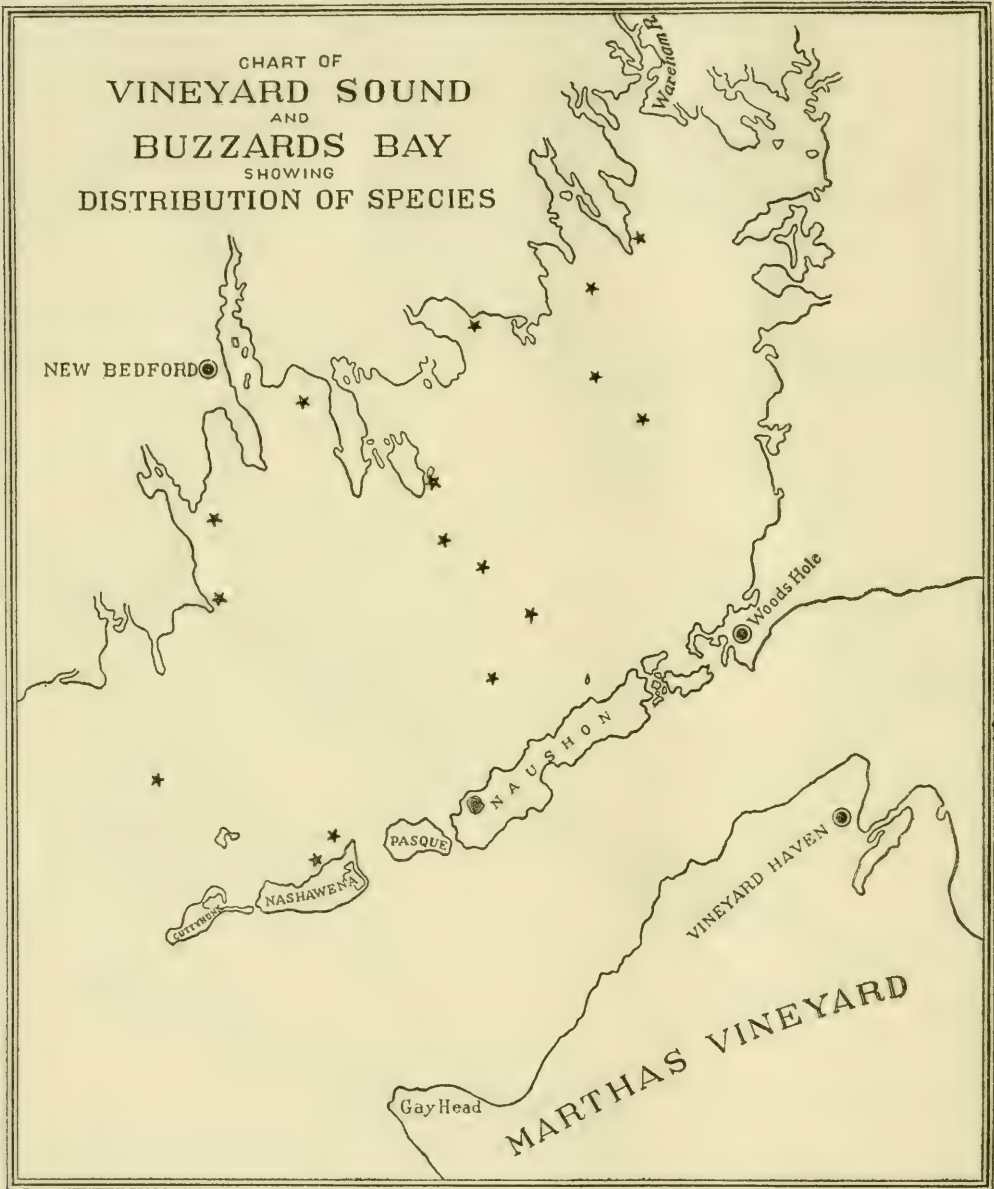 CHART OF
VINEYARD SOUND
AND
BUZZARDS BAY
SHOWING
DISTRIBUTION OF SPECIES
Wareham R.
NEW BEDFORD
Woods Hole
NAUSHON
PASQUE
NASHAWENA
CUTTYHUNK
VINEYARD HAVEN
MARTHAS VINEYARD
Gay Head